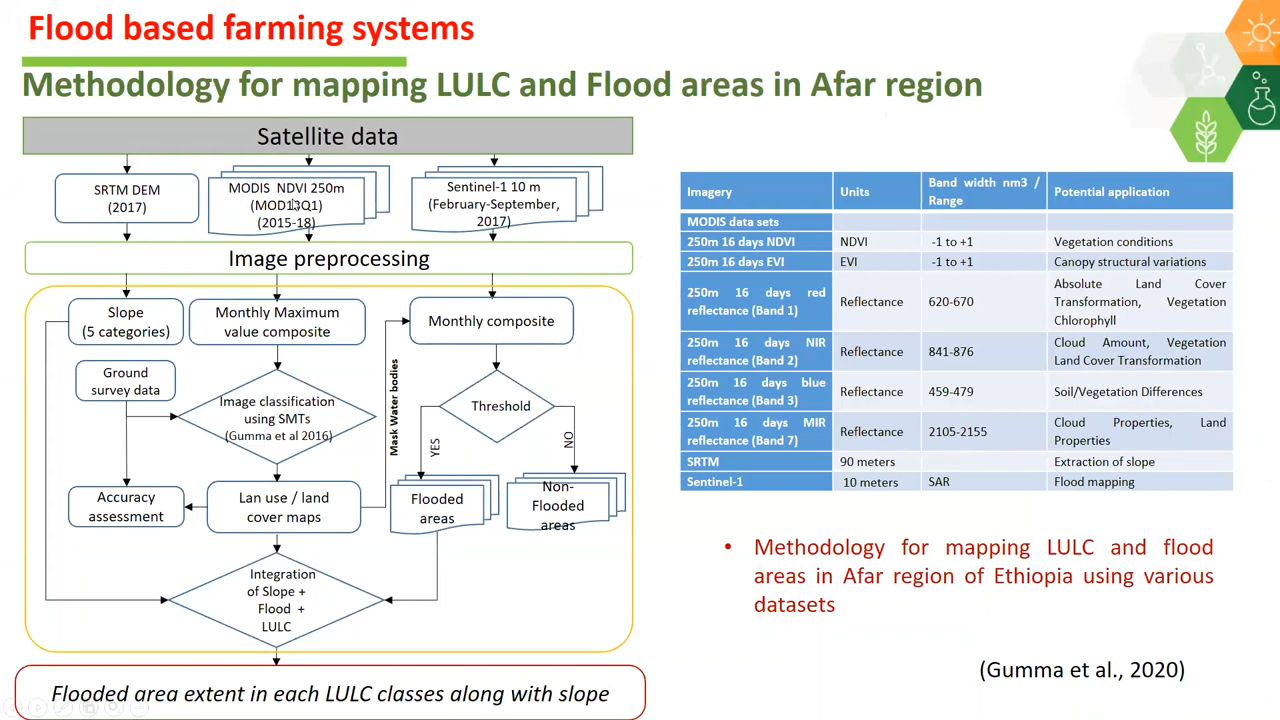 Flood based farming systems
Methodology for mapping LULC and Flood areas in Afar region
Satellite data
SRTM DEM
(2017)
MODIS NDVI 250m
(MOD13Q1)
(2015-18)
Sentinel-1 10 m
(February-September,
2017)
Image preprocessing
Slope
(5 categories)
Monthly Maximum
value composite
Monthly composite
Ground
survey data
Image classification
using SMTs
(Gumma et al 2016)
Mask Water bodies
Threshold
YES
NO
Accuracy
assessment
Lan use / land
cover maps
Flooded
areas
Non-
Flooded
areas
Integration
of Slope +
Flood +
LULC
Flooded area extent in each LULC classes along with slope
Imagery Units Band width nm3 / Range Potential application
MODIS data sets
250m 16 days NDVI NDVI -1 to +1 Vegetation conditions
250m 16 days EVI EVI -1 to +1 Canopy structural variations
250m 16 days red reflectance (Band 1) Reflectance 620-670 Absolute Land Cover Transformation, Vegetation Chlorophyll
250m 16 days NIR reflectance (Band 2) Reflectance 841-876 Cloud Amount, Vegetation Land Cover Transformation
250m 16 days blue reflectance (Band 3) Reflectance 459-479 Soil/Vegetation Differences
250m 16 days MIR reflectance (Band 7) Reflectance 2105-2155 Cloud Properties, Land Properties
SRTM 90 meters Extraction of slope
Sentinel-1 10 meters SAR Flood mapping
• Methodology for mapping LULC and flood
areas in Afar region of Ethiopia using various
datasets
(Gumma et al., 2020)